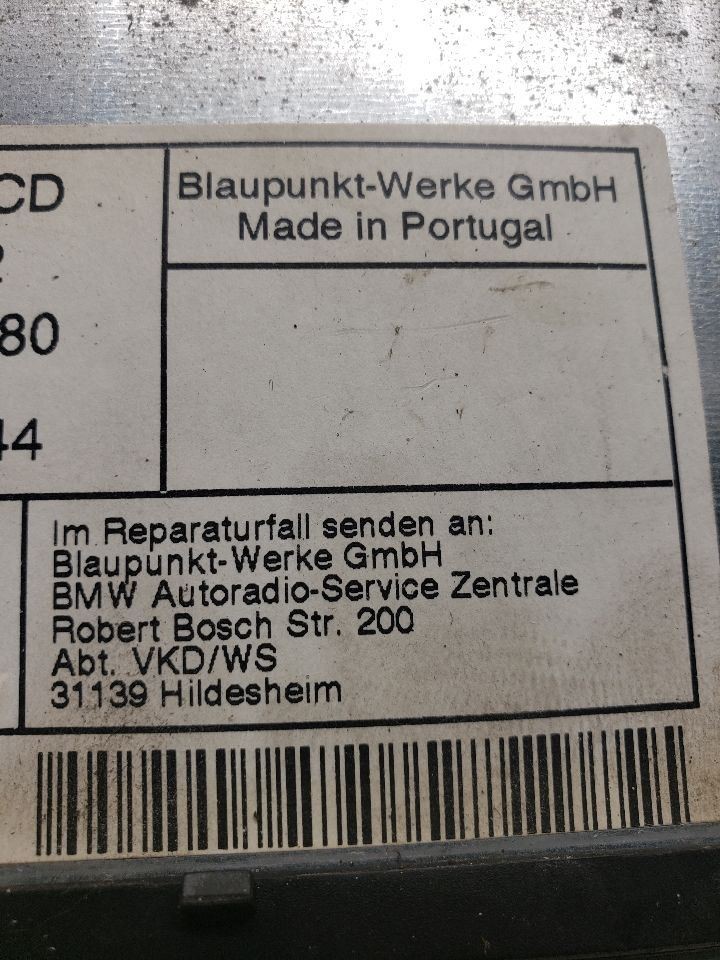 CD
Blaupunkt-Werke GmbH
Made in Portugal
80
44
Im Reparaturfall senden an:
Blaupunkt-Werke GmbH
BMW Autoradio-Service Zentrale
Robert Bosch Str. 200
Abt. VKD/WS
31139 Hildesheim